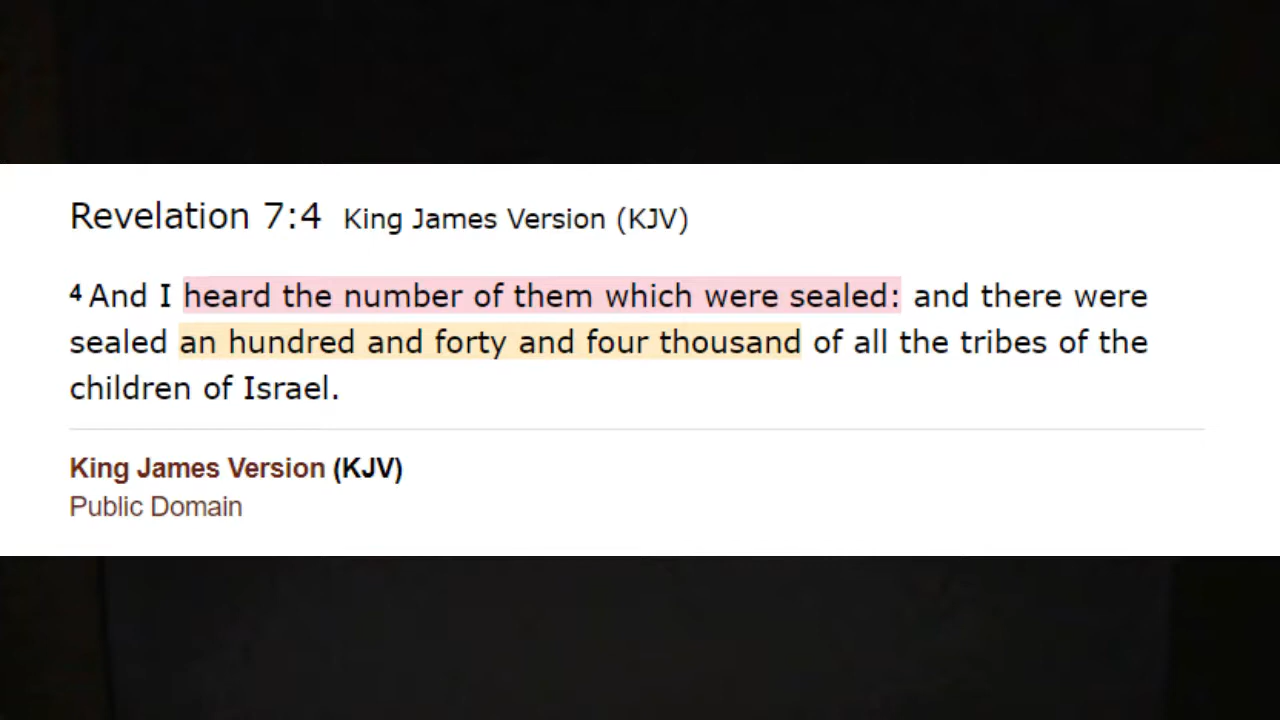 Revelation 7:4 King James Version (KJV)
4 And I heard the number of them which were sealed: and there were
sealed an hundred and forty and four thousand of all the tribes of the
children of Israel.
King James Version (KJV)
Public Domain